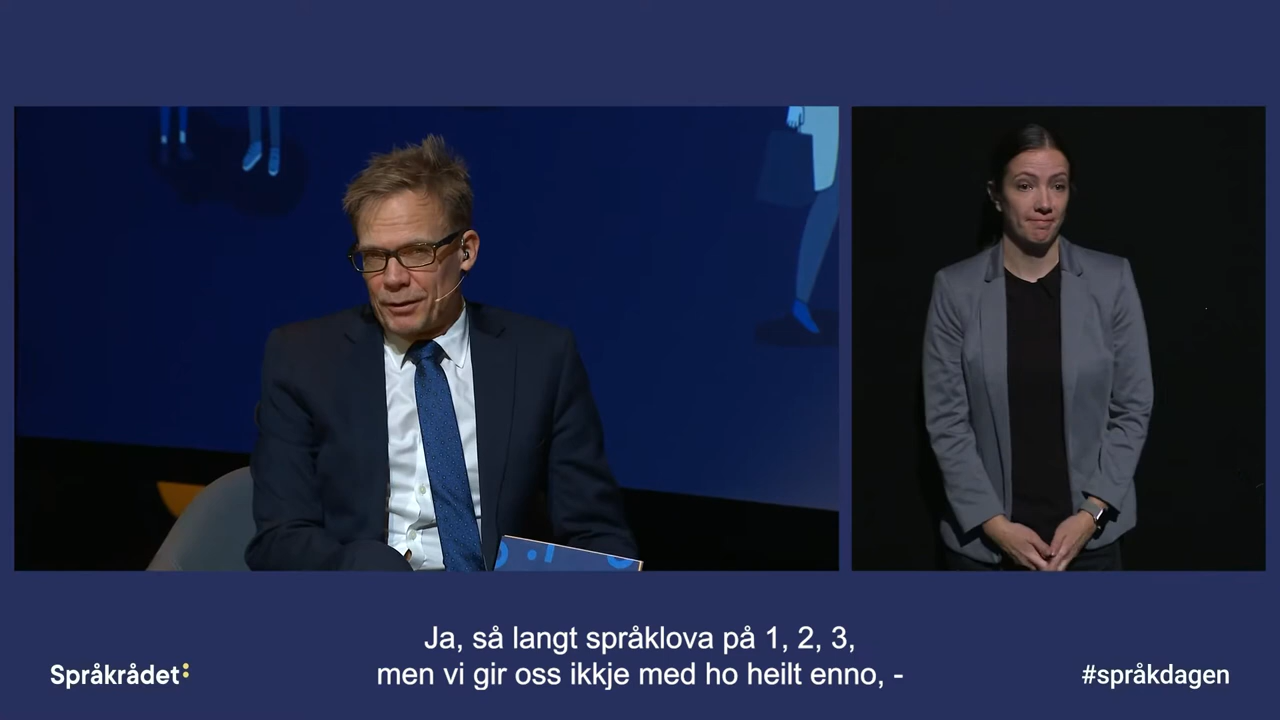 Ja, så langt språklova på 1, 2, 3,
men vi gir oss ikkje med ho heilt enno, -
Språkrådet:
#språkdagen